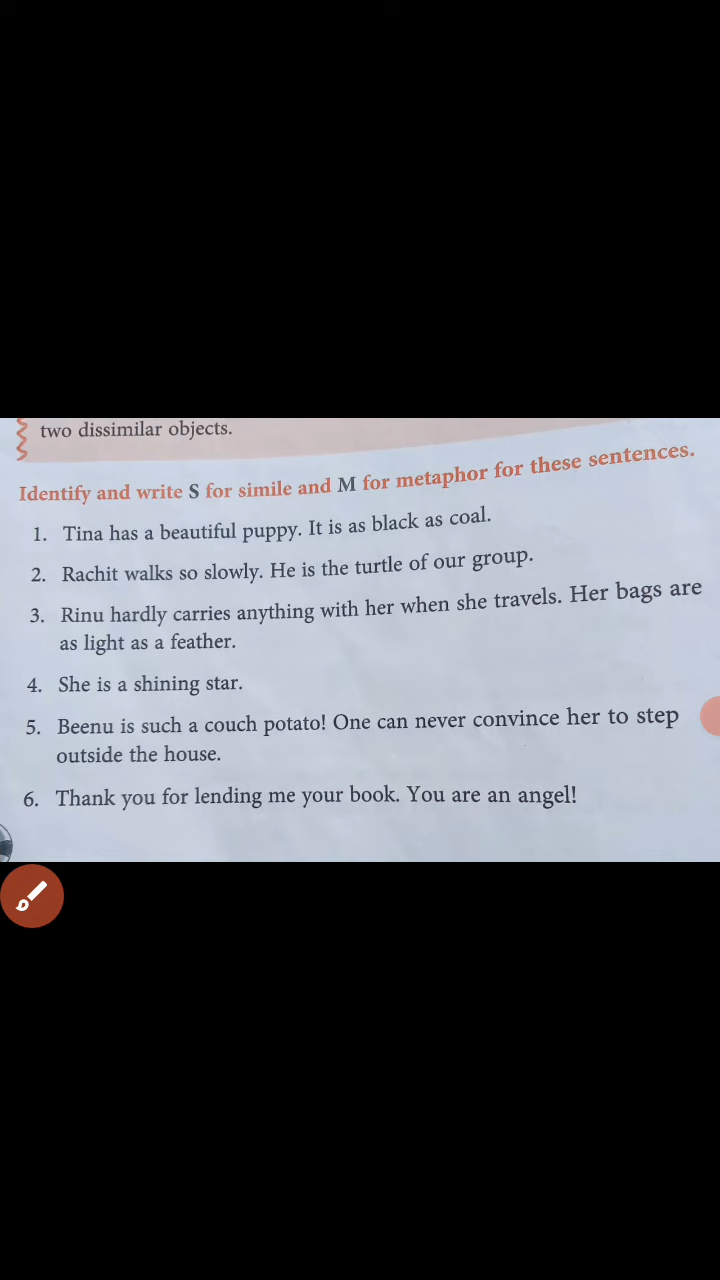 two dissimilar objects.
Identify and write S for simile and M for metaphor for these sentences.
1. Tina has a beautiful puppy. It is as black as coal.
2. Rachit walks so slowly. He is the turtle of our group.
3. Rinu hardly carries anything with her when she travels. Her bags are
as light as a feather.
4. She is a shining star.
5. Beenu is such a couch potato! One can never convince her to step
outside the house.
6. Thank you for lending me your book. You are an angel!